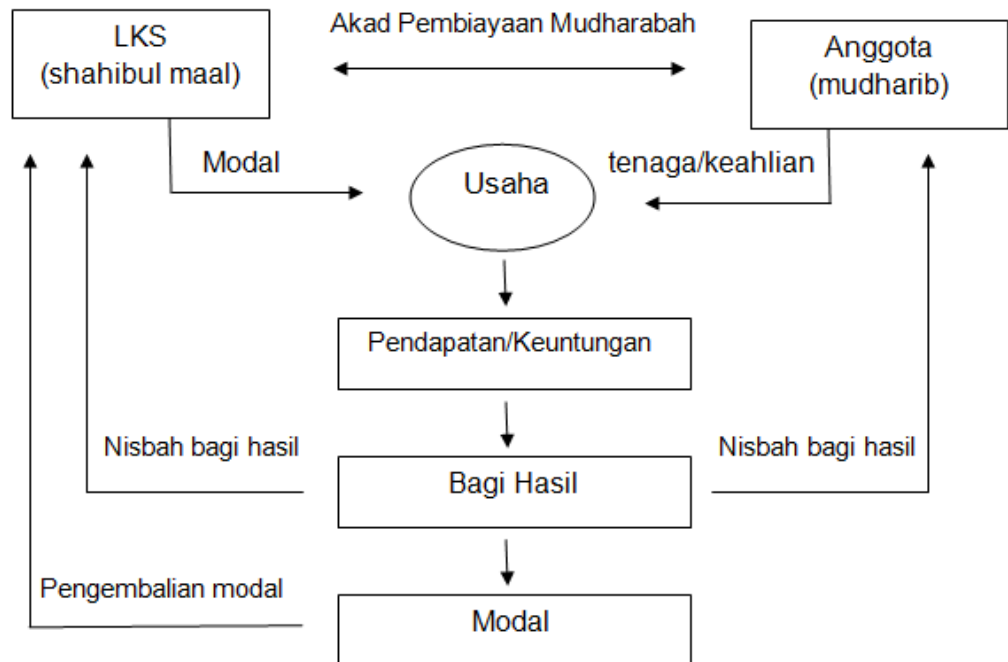 LKS
(shahibul maal)
Akad Pembiayaan Mudharabah
Anggota
(mudharib)
Modal
Usaha
tenaga/keahlian
Pendapatan/Keuntungan
Nisbah bagi hasil
Bagi Hasil
Nisbah bagi hasil
Pengembalian modal
Modal